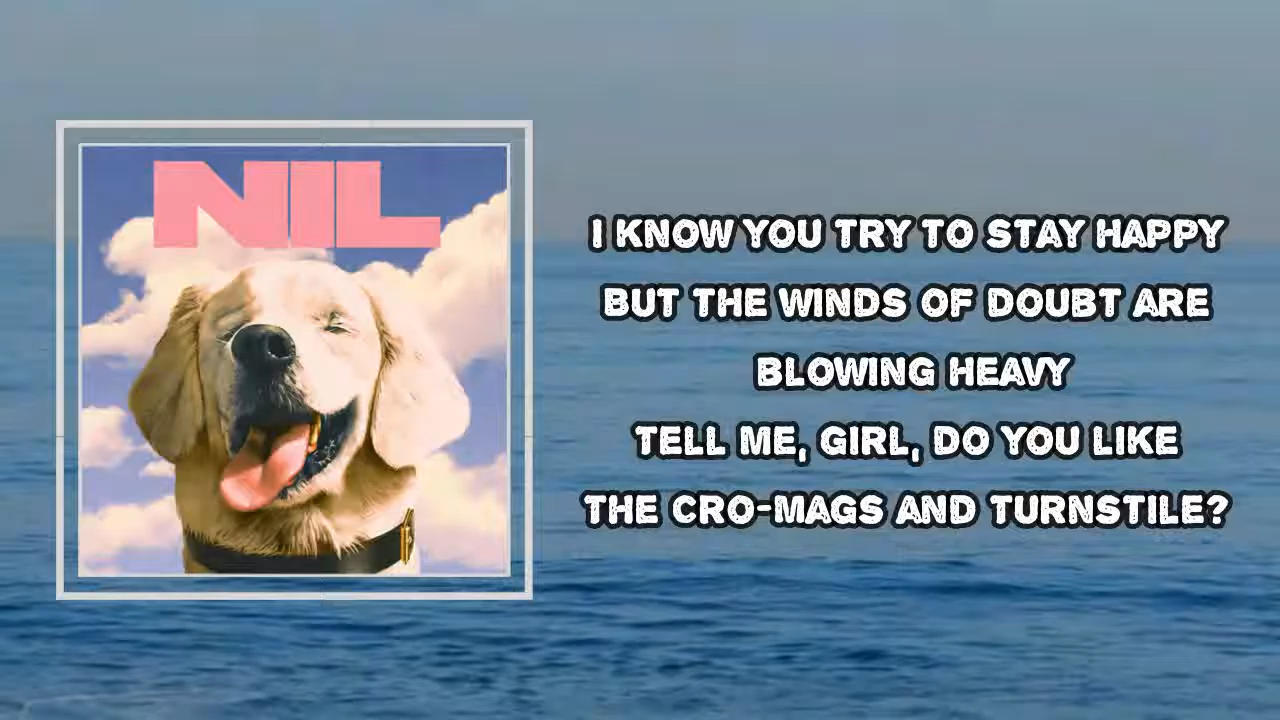 NIL
I KNOW YOU TRY TO STAY HAPPY
BUT THE WINDS OF DOUBT ARE
BLOWING HEAVY
TELL ME, GIRL, DO YOU LIKE
THE CRO-MAGS AND TURNSTILE?